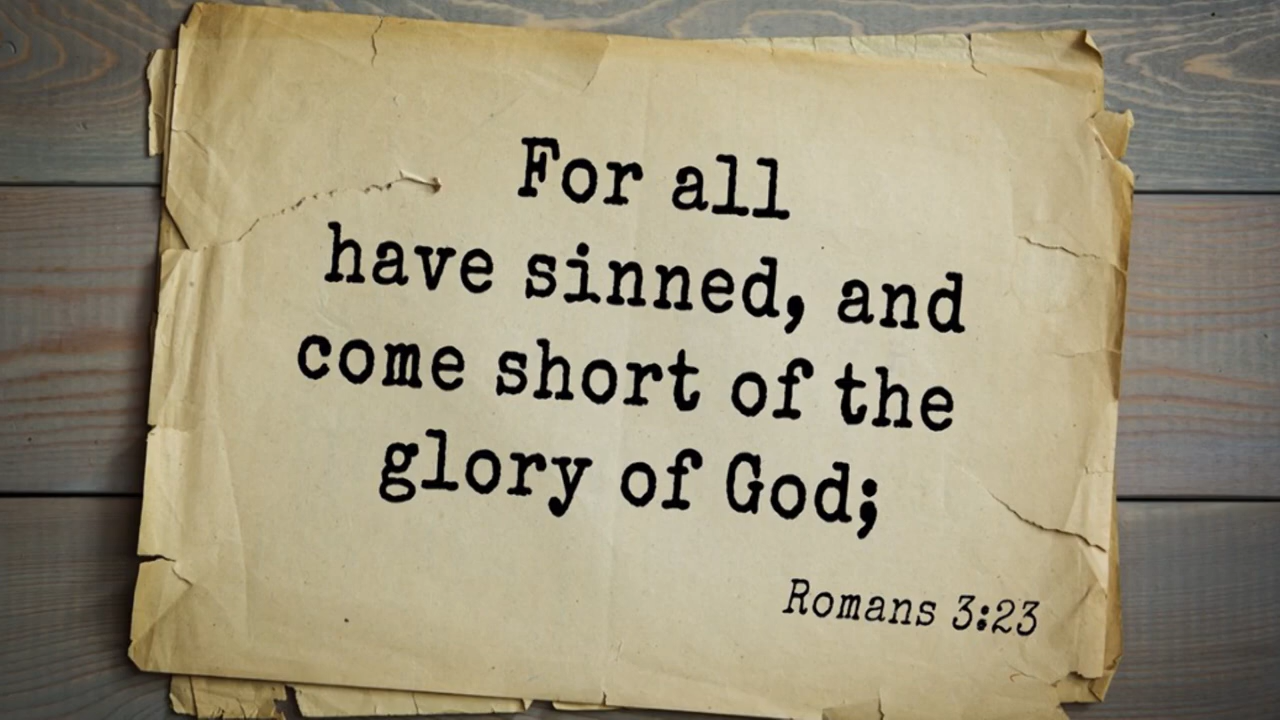 For all
have sinned, and
come short of the
glory of God;
Romans 3:23